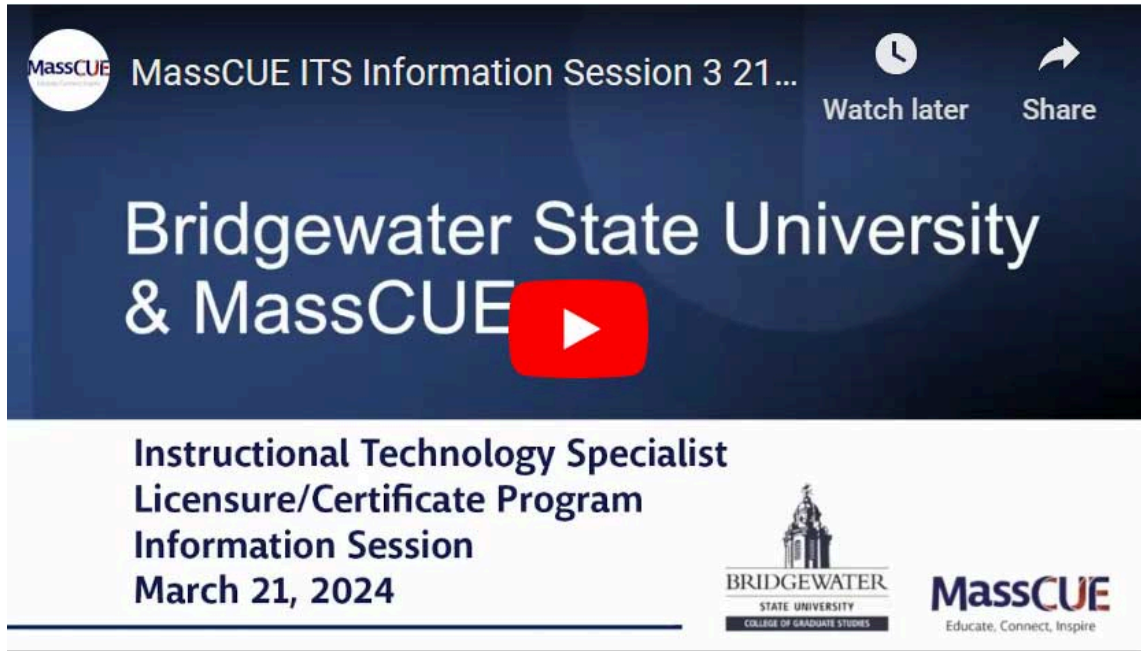 MassCUE
MassCUE ITS Information Session 3 21...
Watch later
Share
Bridgewater State University
& MassCUE
Instructional Technology Specialist
Licensure/Certificate Program
Information Session
March 21, 2024
BRIDGEWATER
STATE UNIVERSITY
COLLEGE OF GRADUATE STUDIES
MassCUE
Educate, Connect, Inspire